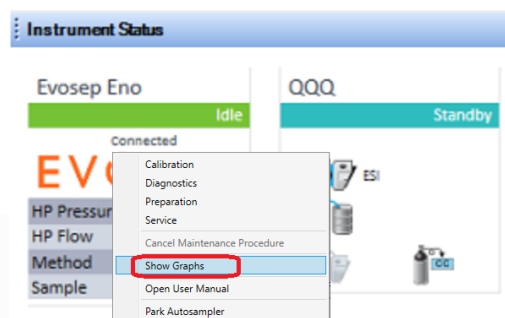 Instrument Status
Evosep Eno
QQQ
Idle
Standby
Connected
EV
ESI
HP Pressur
HP Flow
Method
Sample
Calibration
Diagnostics
Preparation
Service
Cancel Maintenance Procedure
Show Graphs
Open User Manual
Park Autosampler
CC